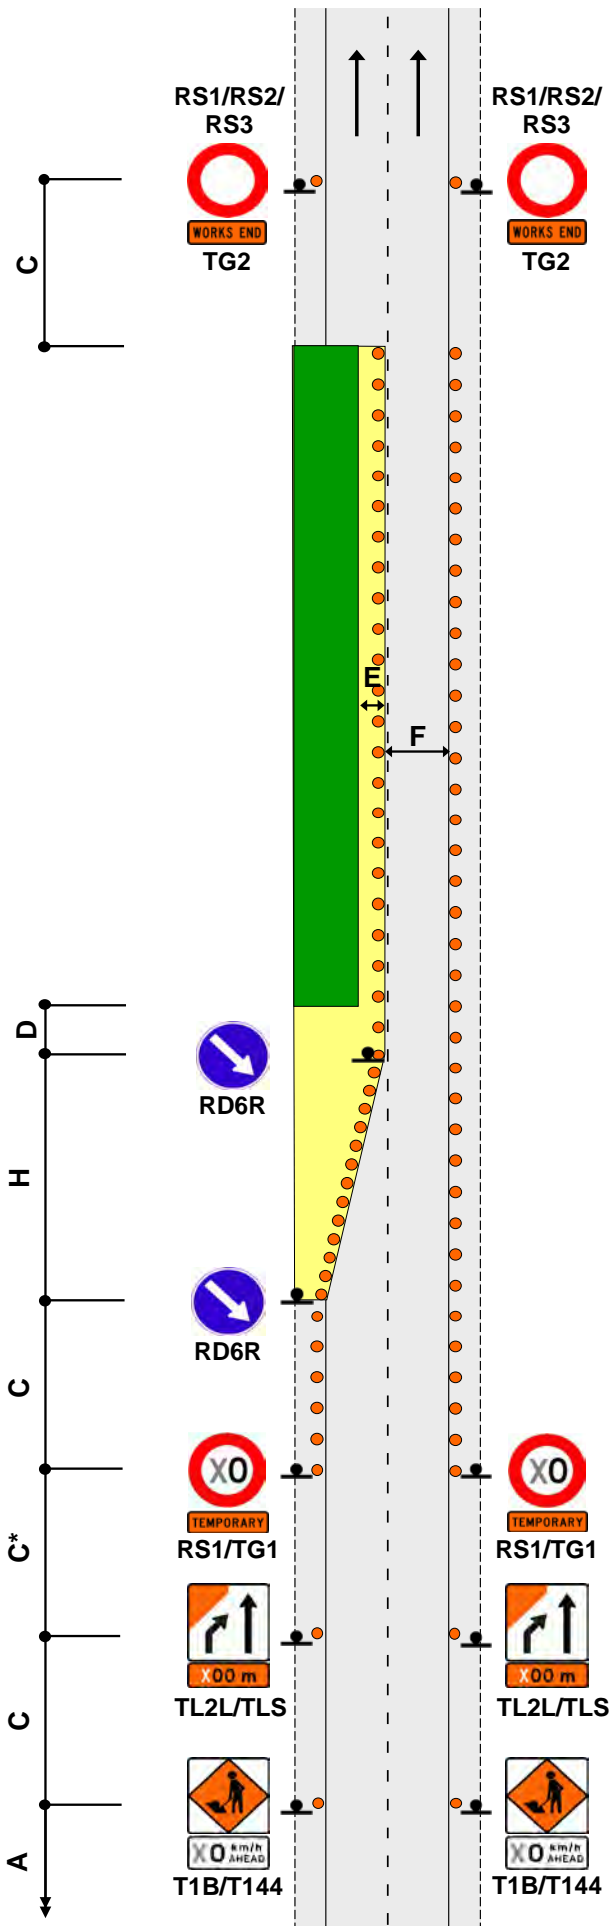 RS1/RS2/
RS3
RS1/RS2/
RS3
WORKS END
WORKS END
TG2
TG2
C
E
F
D
RD6R
H
RD6R
C
X0
X0
TEMPORARY
TEMPORARY
RS1/TG1
RS1/TG1
C*
X00 m
X00 m
TL2L/TLS
TL2L/TLS
C
X0 km/h
AHEAD
X0 km/h
AHEAD
A
T1B/T144
T1B/T144